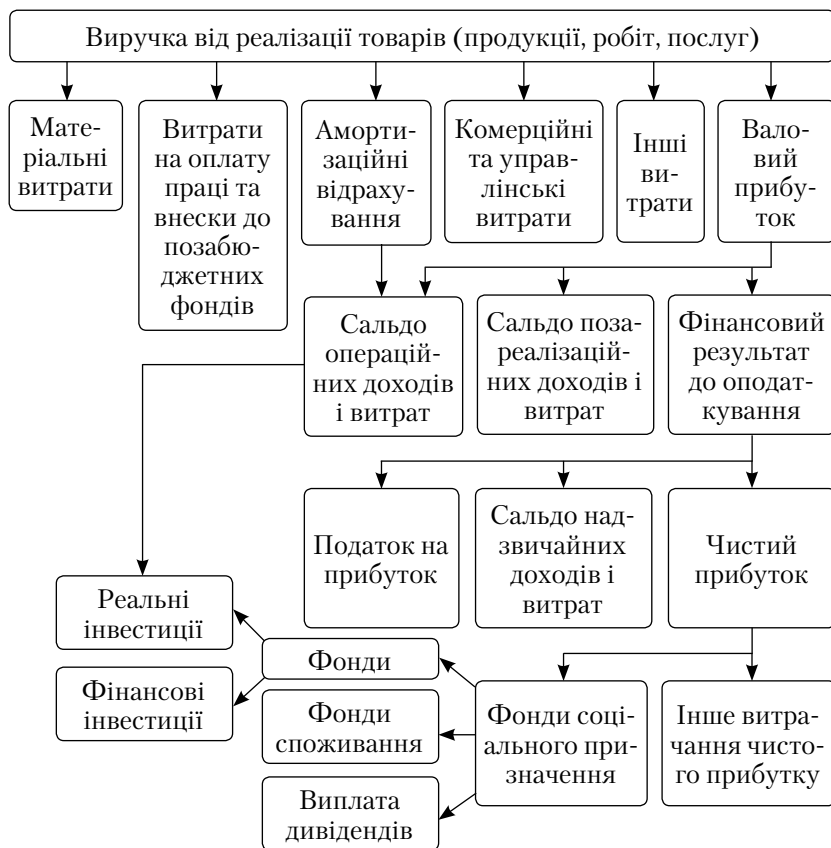 Виручка від реалізації товарів (продукції, робіт, послуг)
Мате-
ріальні
витрати
Витрати
на оплату
праці та
внески до
позабю-
джетних
фондів
Аморти-
заційні
відраху-
вання
Комерційні
та управ-
лінські
витрати
Інші
ви-
трати
Вало-
вий
прибу-
ток
Сальдо
операцій-
них доходів
і витрат
Сальдо поза-
реалізацій-
них доходів і
витрат
Фінансовий
результат
до оподат-
кування
Податок на
прибуток
Сальдо над-
звичайних
доходів і
витрат
Чистий
прибуток
Реальні
інвестиції
Фінансові
інвестиції
Фонди
Фонди
споживання
Виплата
дивідендів
Фонди соці-
ального при-
значення
Інше витра-
чання чисто-
го прибутку